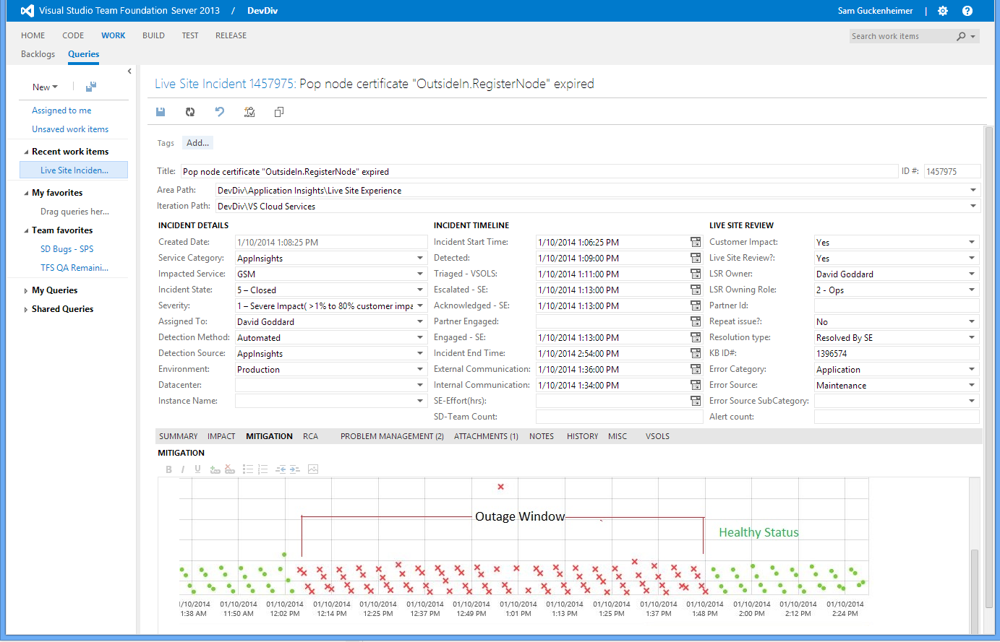 Visual Studio Team Foundation Server 2013 / DevDiv Sam Guckenheimer | ?
HOME CODE WORK BUILD TEST RELEASE Search work items
Backlogs Queries
New
Assigned to me
Unsaved work items
Recent work items
Live Site Inciden...
My favorites
Drag queries her...
Team favorites
SD Bugs - SPS
TFS QA Remaini...
My Queries
Shared Queries
Live Site Incident 1457975: Pop node certificate "OutsideIn.RegisterNode" expired
Tags Add...
Title: Pop node certificate "OutsideIn.RegisterNode" expired ID #: 1457975
Area Path: DevDiv\Application Insights\Live Site Experience
Iteration Path: DevDiv\VS Cloud Services
INCIDENT DETAILS
Created Date: 1/10/2014 1:08:25 PM
Service Category: AppInsights
Impacted Service: GSM
Incident State: 5 – Closed
Severity: 1 – Severe Impact( >1% to 80% customer impa
Assigned To: David Goddard
Detection Method: Automated
Detection Source: AppInsights
Environment: Production
Datacenter:
Instance Name:
INCIDENT TIMELINE
Incident Start Time: 1/10/2014 1:06:25 PM
Detected: 1/10/2014 1:09:00 PM
Triaged - VSOLS: 1/10/2014 1:11:00 PM
Escalated - SE: 1/10/2014 1:13:00 PM
Acknowledged - SE: 1/10/2014 1:13:00 PM
Partner Engaged:
Engaged - SE: 1/10/2014 1:13:00 PM
Incident End Time: 1/10/2014 2:54:00 PM
External Communication: 1/10/2014 1:36:00 PM
Internal Communication: 1/10/2014 1:34:00 PM
SE-Effort(hrs):
SD-Team Count:
LIVE SITE REVIEW
Customer Impact: Yes
Live Site Review?: Yes
LSR Owner: David Goddard
LSR Owning Role: 2 - Ops
Partner Id:
Repeat issue?: No
Resolution type: Resolved By SE
KB ID#: 1396574
Error Category: Application
Error Source: Maintenance
Error Source SubCategory:
Alert count:
SUMMARY IMPACT MITIGATION RCA PROBLEM MANAGEMENT (2) ATTACHMENTS (1) NOTES HISTORY MISC VSOLS
MITIGATION
B I U
Outage Window
Healthy Status
/10/2014 01/10/2014 01/10/2014 01/10/2014 01/10/2014 01/10/2014 01/10/2014 01/10/2014 01/10/2014 01/10/2014 01/10/2014 01/10/2014 01/10/2014 01/10/2014 01/10/2014
1:38 AM 11:50 AM 12:02 PM 12:14 PM 12:25 PM 12:37 PM 12:49 PM 1:01 PM 1:13 PM 1:25 PM 1:37 PM 1:48 PM 2:00 PM 2:12 PM 2:24 PM